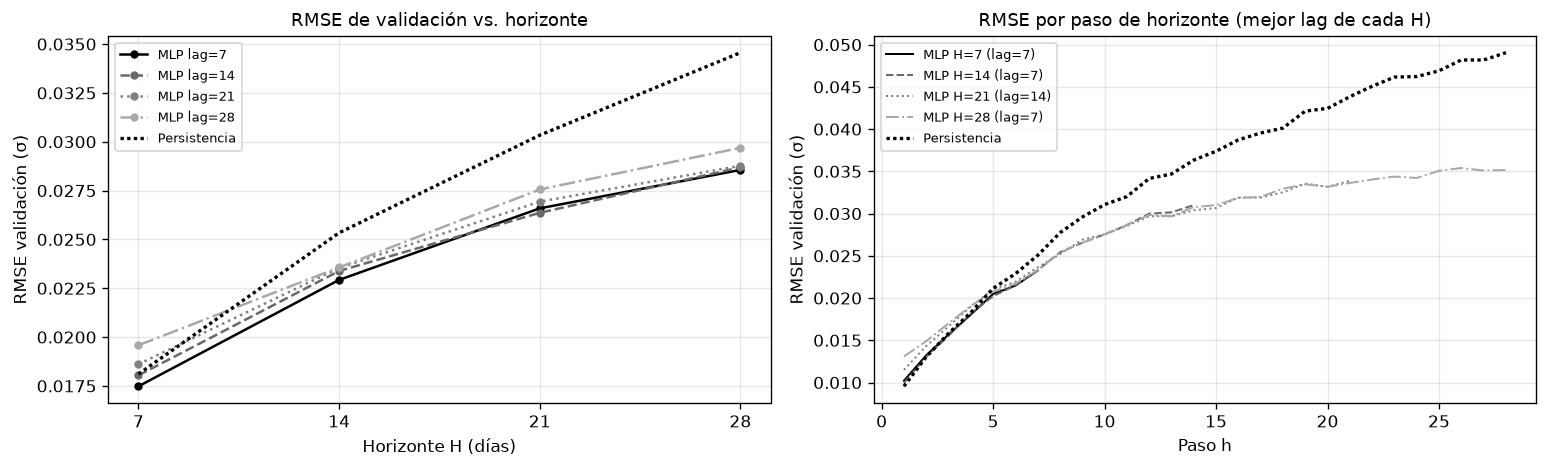 RMSE de validación vs. horizonte
RMSE validación (σ)
0.0350
0.0325
0.0300
0.0275
0.0250
0.0225
0.0200
0.0175
MLP lag=7
MLP lag=14
MLP lag=21
MLP lag=28
Persistencia
7 14 21 28
Horizonte H (días)
RMSE por paso de horizonte (mejor lag de cada H)
RMSE validación (σ)
0.050
0.045
0.040
0.035
0.030
0.025
0.020
0.015
0.010
MLP H=7 (lag=7)
MLP H=14 (lag=7)
MLP H=21 (lag=14)
MLP H=28 (lag=7)
Persistencia
0 5 10 15 20 25
Paso h